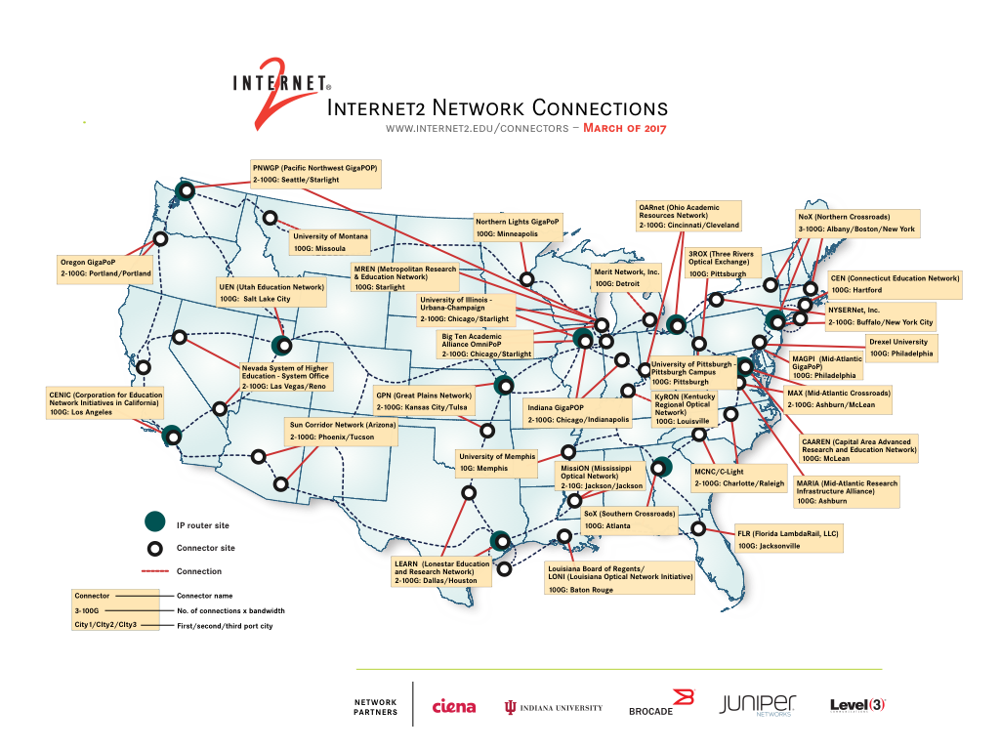 INTERNET®
2
INTERNET2 NETWORK CONNECTIONS
WWW.INTERNET2.EDU/CONNECTORS – MARCH OF 2017
PNWGP (Pacific Northwest GigaPOP)
2-100G: Seattle/Starlight
University of Montana
100G: Missoula
Oregon GigaPoP
2-100G: Portland/Portland
UEN (Utah Education Network)
100G: Salt Lake City
MREN (Metropolitan Research
& Education Network)
100G: Starlight
Northern Lights GigaPoP
100G: Minneapolis
University of Illinois -
Urbana-Champaign
2-100G: Chicago/Starlight
Big Ten Academic
Alliance OmniPoP
2-100G: Chicago/Starlight
Merit Network, Inc.
100G: Detroit
OARnet (Ohio Academic
Resources Network)
2-100G: Cincinnati/Cleveland
3ROX (Three Rivers
Optical Exchange)
100G: Pittsburgh
NoX (Northern Crossroads)
3-100G: Albany/Boston/New York
CEN (Connecticut Education Network)
100G: Hartford
NYSERNet, Inc.
2-100G: Buffalo/New York City
Drexel University
100G: Philadelphia
MAGPI (Mid-Atlantic
GigaPoP)
100G: Philadelphia
MAX (Mid-Atlantic Crossroads)
2-100G: Ashburn/McLean
CAAREN (Capital Area Advanced
Research and Education Network)
100G: McLean
MARIA (Mid-Atlantic Research
Infrastructure Alliance)
100G: Ashburn
University of Pittsburgh -
Pittsburgh Campus
100G: Pittsburgh
KyRON (Kentucky
Regional Optical
Network)
100G: Louisville
Indiana GigaPOP
2-100G: Chicago/Indianapolis
Nevada System of Higher
Education - System Office
2-100G: Las Vegas/Reno
CENIC (Corporation for Education
Network Initiatives in California)
100G: Los Angeles
GPN (Great Plains Network)
2-100G: Kansas City/Tulsa
Sun Corridor Network (Arizona)
2-100G: Phoenix/Tucson
University of Memphis
10G: Memphis
MissiON (Mississippi
Optical Network)
2-10G: Jackson/Jackson
MCNC/C-Light
2-100G: Charlotte/Raleigh
SoX (Southern Crossroads)
100G: Atlanta
FLR (Florida LambdaRail, LLC)
100G: Jacksonville
LEARN (Lonestar Education
and Research Network)
2-100G: Dallas/Houston
Louisiana Board of Regents/
LONI (Louisiana Optical Network Initiative)
100G: Baton Rouge
IP router site
Connector site
Connection
Connector Connector name
3-100G No. of connections x bandwidth
City1/CIty2/CIty3 First/second/third port city
NETWORK
PARTNERS
ciena
INDIANA UNIVERSITY
BROCADE
JUNIPER
NETWORKS
Level(3)
COMMUNICATIONS